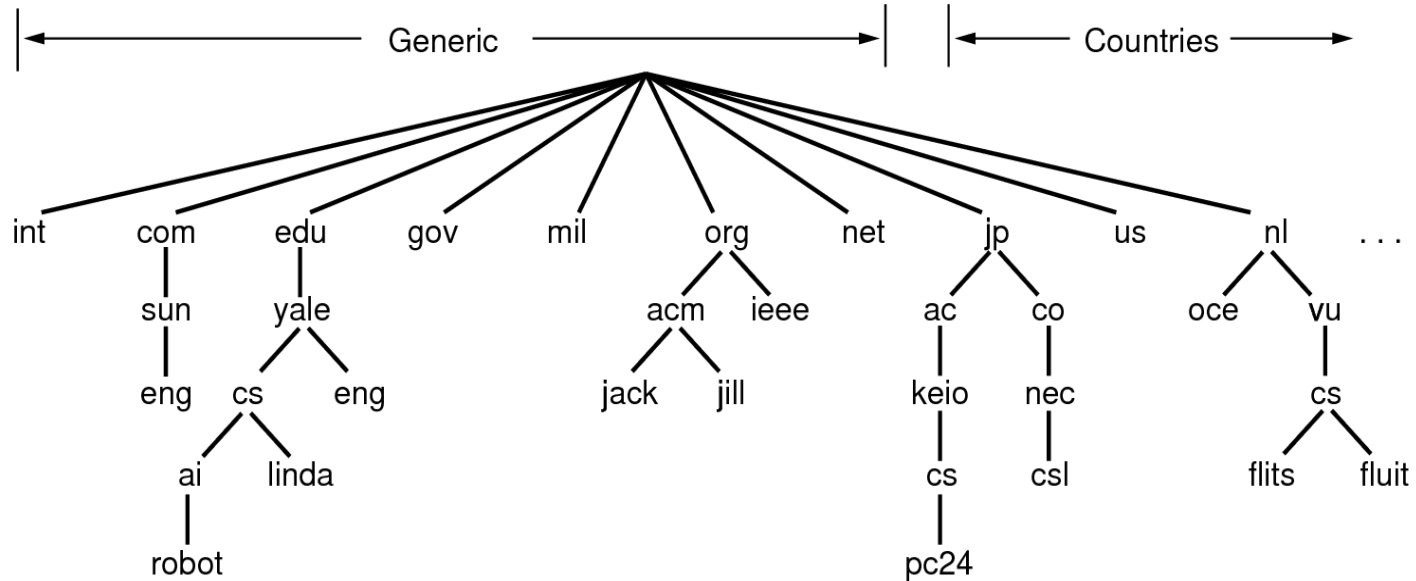 Generic Countries
int com edu gov mil org net jp us nl . . .
sun yale acm ieee ac co oce vu
eng cs eng jack jill keio nec cs
ai linda cs csl flits fluit
robot pc24